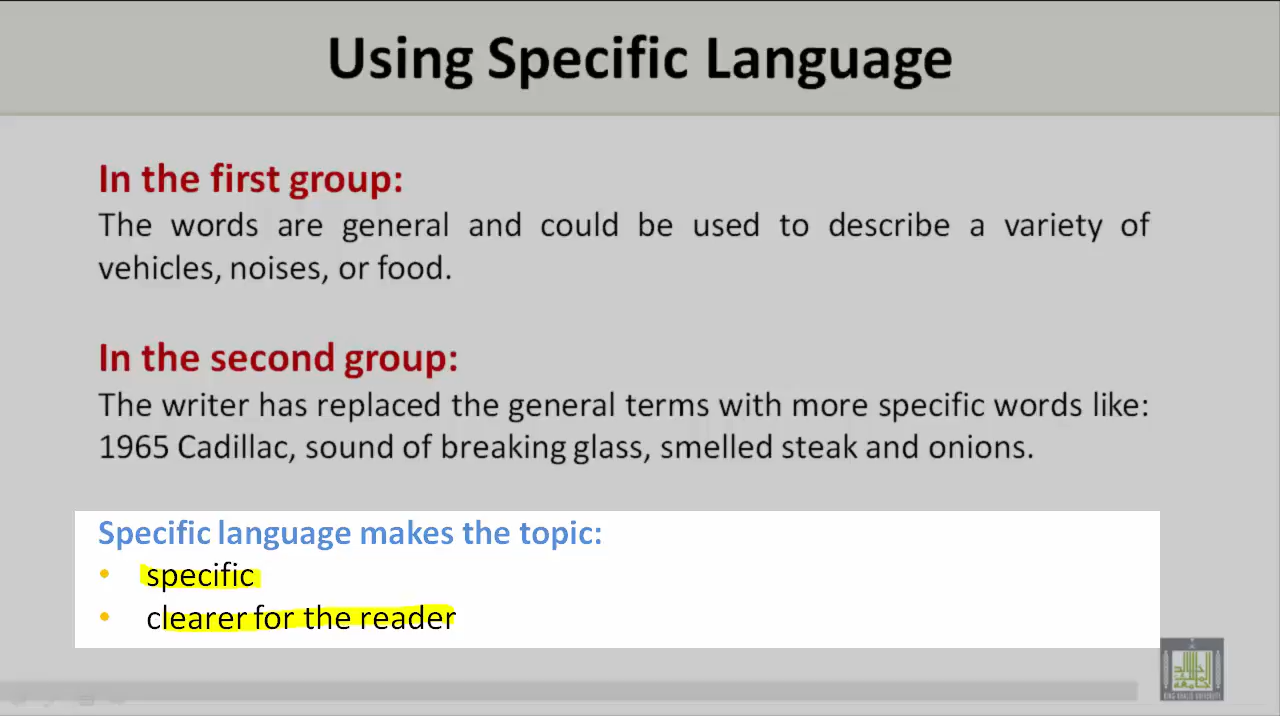 Using Specific Language
In the first group:
The words are general and could be used to describe a variety of
vehicles, noises, or food.
In the second group:
The writer has replaced the general terms with more specific words like:
1965 Cadillac, sound of breaking glass, smelled steak and onions.
Specific language makes the topic:
• specific
• clearer for the reader
KING KHALID UNIVERSITY